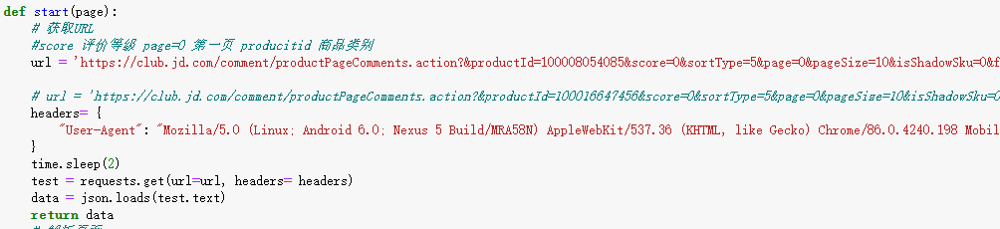 def start(page):
# 获取URL
#score 评价等级 page=0 第一页 producitid 商品类别
url = 'https://club.jd.com/comment/productPageComments.action?&productId=100008054085&score=0&sortType=5&page=0&pageSize=10&isShadowSku=0&f
# url = 'https://club.jd.com/comment/productPageComments.action?&productId=100016647456&score=0&sortType=5&page=0&pageSize=10&isShadowSku=0
headers= {
"User-Agent": "Mozilla/5.0 (Linux; Android 6.0; Nexus 5 Build/MRA58N) AppleWebKit/537.36 (KHTML, like Gecko) Chrome/86.0.4240.198 Mobil
}
time.sleep(2)
test = requests.get(url=url, headers= headers)
data = json.loads(test.text)
return data